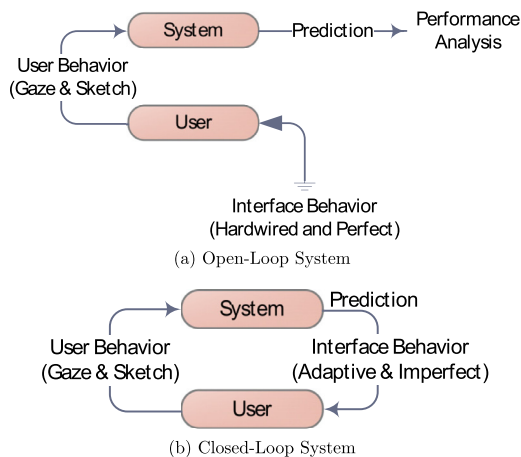 System
Prediction
Performance
Analysis
User Behavior
(Gaze & Sketch)
User
Interface Behavior
(Hardwired and Perfect)
(a) Open-Loop System
System
Prediction
User Behavior
(Gaze & Sketch)
Interface Behavior
(Adaptive & Imperfect)
User
(b) Closed-Loop System